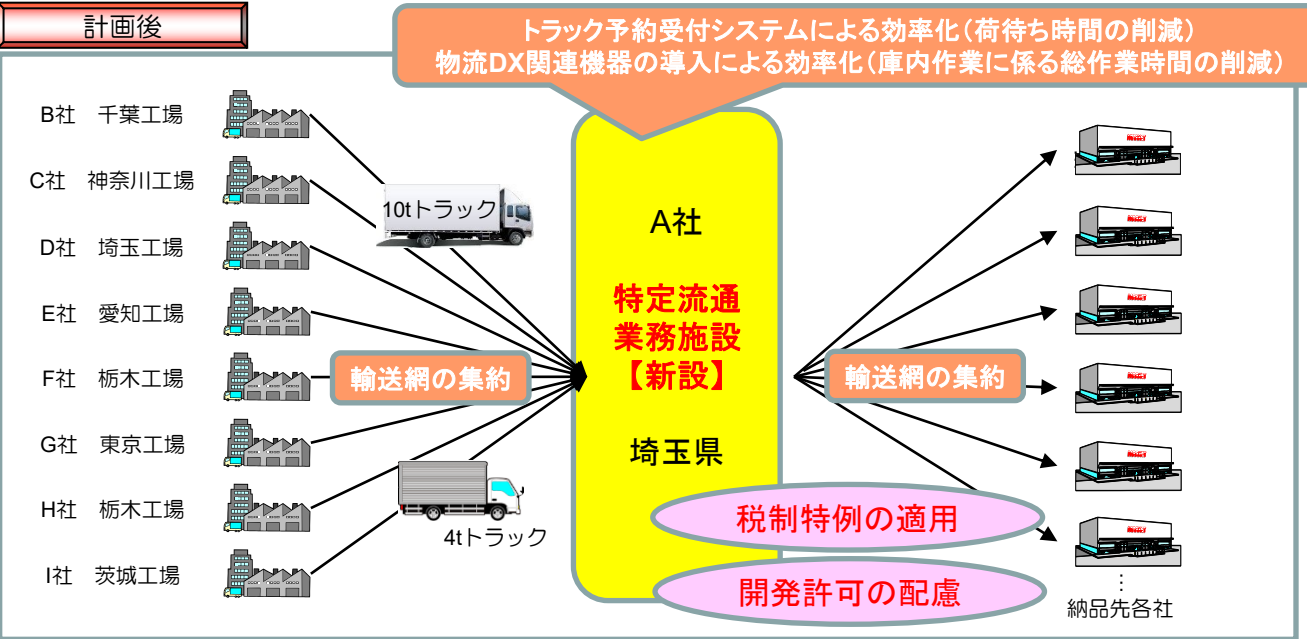 計画後
トラック予約受付システムによる効率化（荷待ち時間の削減）
物流DX関連機器の導入による効率化（庫内作業に係る総作業時間の削減）
B社　千葉工場
C社　神奈川工場
D社　埼玉工場
E社　愛知工場
F社　栃木工場
G社　東京工場
H社　栃木工場
I社　茨城工場
10tトラック
輸送網の集約
4tトラック
A社
特定流通
業務施設
【新設】
埼玉県
輸送網の集約
税制特例の適用
開発許可の配慮
…
納品先各社